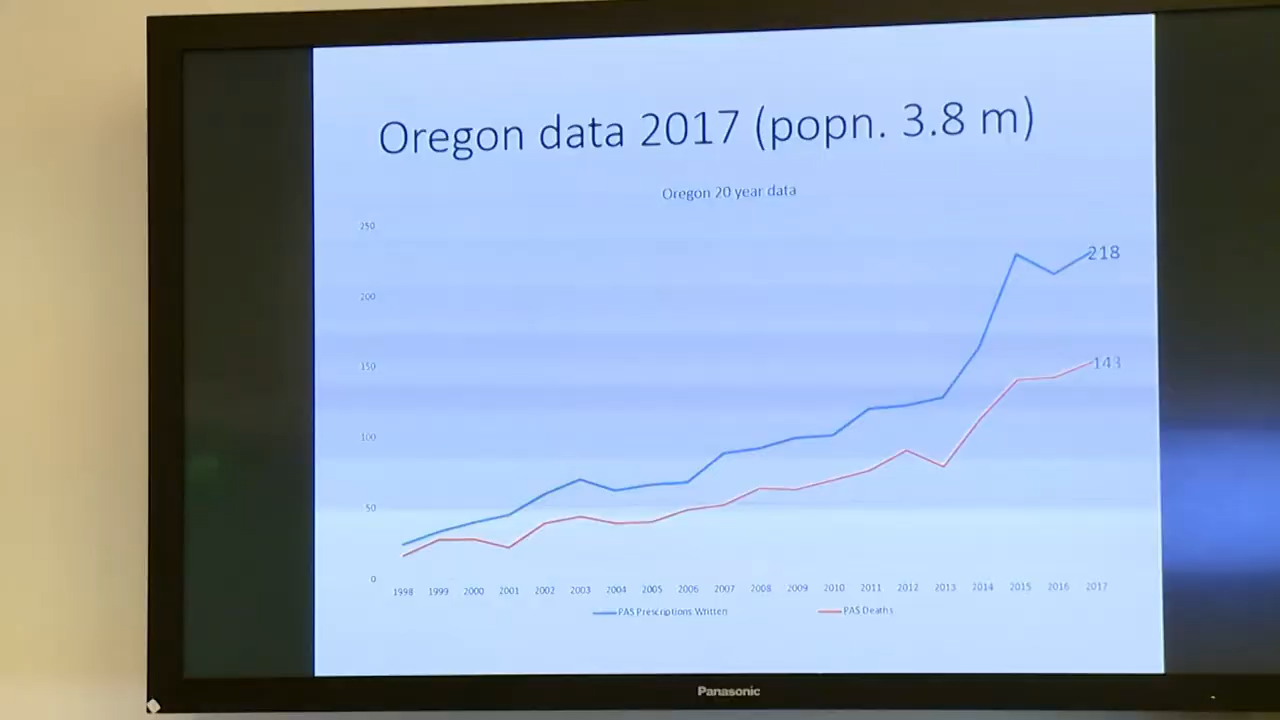 Oregon data 2017 (popn. 3.8 m)
Oregon 20 year data
250
200
150
100
50
0
218
143
1998 1999 2000 2001 2002 2003 2004 2005 2006 2007 2008 2009 2010 2011 2012 2013 2014 2015 2016 2017
PAS Prescriptions Written PAS Deaths
Panasonic